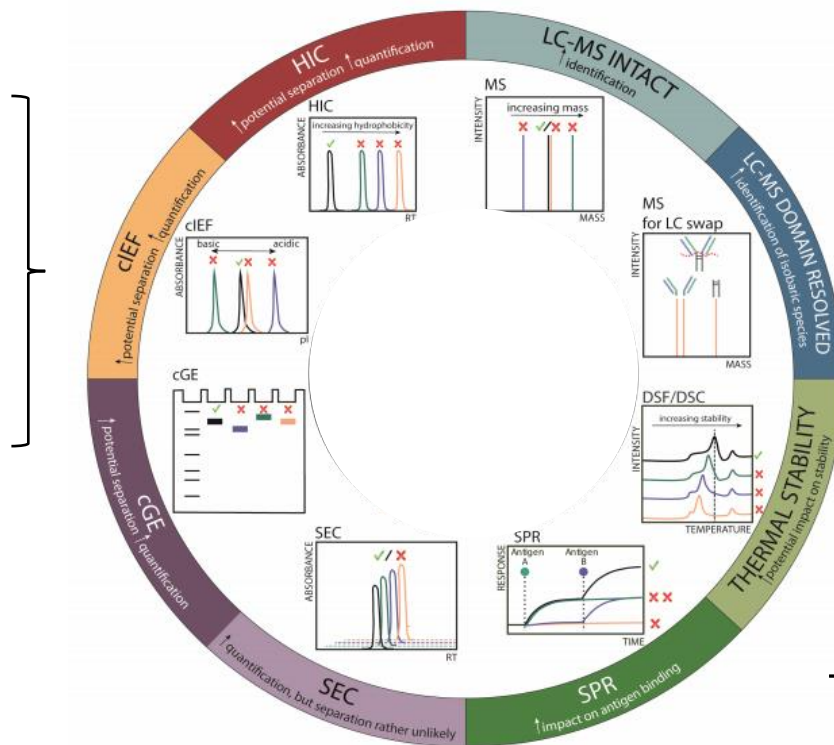 HIC
↑potential separation ↑quantification
LC-MS INTACT
↑identification
LC-MS DOMAIN RESOLVED
↑identification of isobaric species
THERMAL STABILITY
↑potential impact on stability
SPR
↑impact on antigen binding
SEC
↑quantification, but separation rather unlikely
cGE
↑potential separation ↑quantification
cIEF
↑potential separation ↑quantification
HIC
ABSORBANCE
increasing hydrophobicity
RT
MS
INTENSITY
increasing mass
MASS
MS
for LC swap
INTENSITY
MASS
DSF/DSC
INTENSITY
increasing stability
TEMPERATURE
SPR
RESPONSE
Antigen
A
Antigen
B
TIME
SEC
ABSORBANCE
RT
cGE
cIEF
ABSORBANCE
basic
acidic
pI